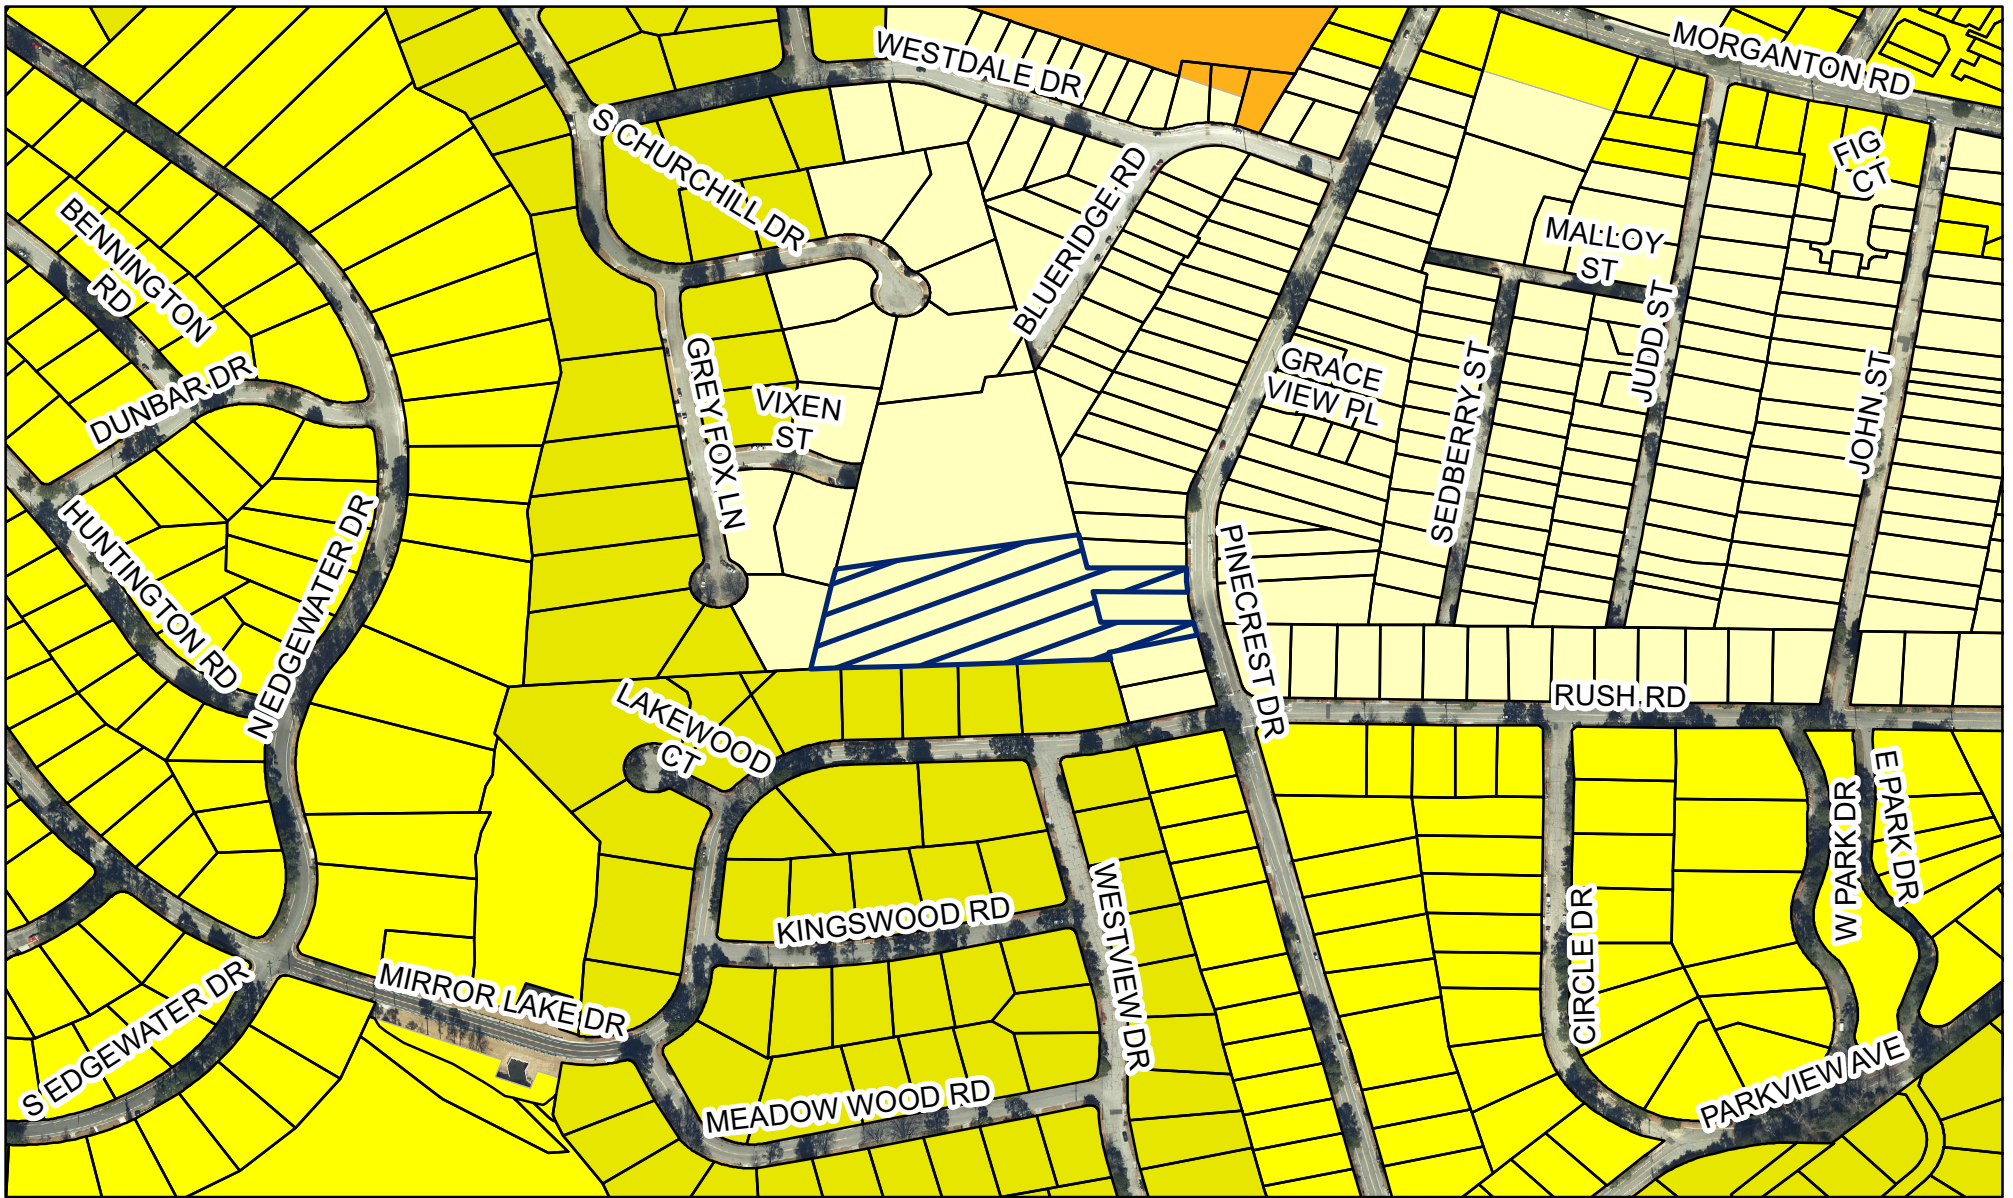 WESTDALE DR
MORGANTON RD
S CHURCHILL DR
FIG
CT
BLUERIDGE RD
BENNINGTON
RD
MALLOY
ST
JUDD ST
GREY FOX LN
GRACE
VIEW PL
SEDBERRY ST
JOHN ST
DUNBAR DR
VIXEN
ST
HUNTINGTON RD
N EDGEWATER DR
PINECREST DR
LAKEWOOD
CT
RUSH RD
W PARK DR
E PARK DR
KINGSWOOD RD
WESTVIEW DR
CIRCLE DR
S EDGEWATER DR
MIRROR LAKE DR
MEADOW WOOD RD
PARKVIEW AVE